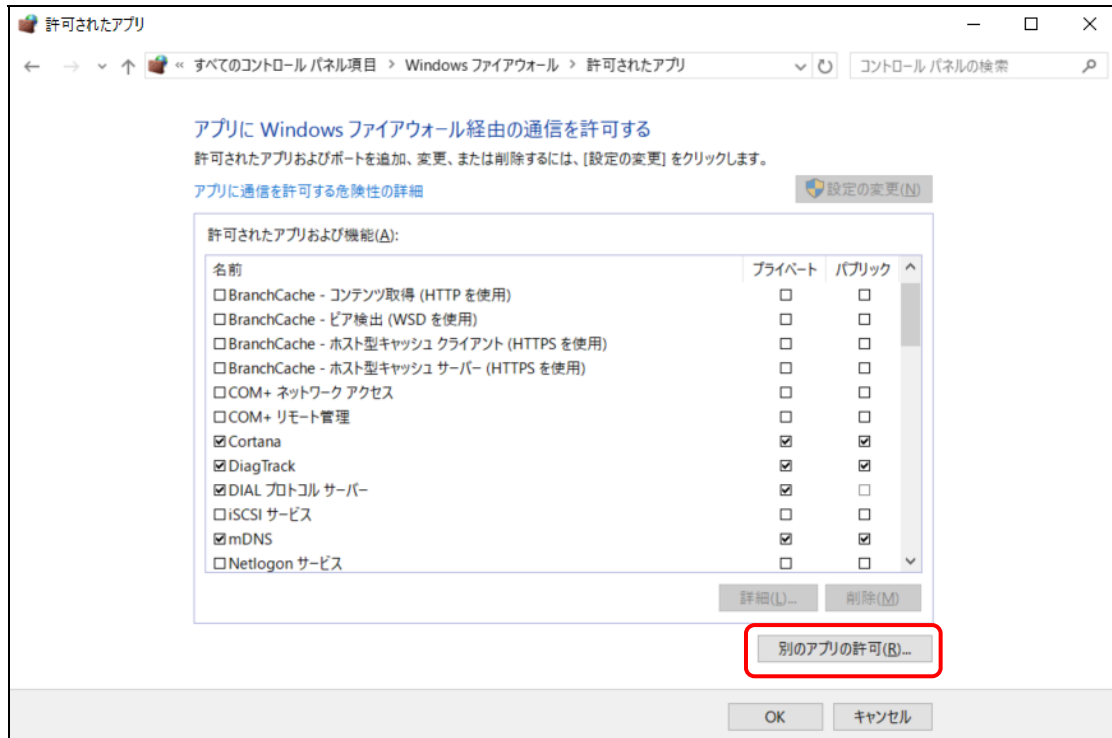 許可されたアプリ
« すべてのコントロール パネル項目 > Windows ファイアウォール > 許可されたアプリ
コントロール パネルの検索
アプリに Windows ファイアウォール経由の通信を許可する
許可されたアプリおよびポートを追加、変更、または削除するには、[設定の変更] をクリックします。
アプリに通信を許可する危険性の詳細
設定の変更(N)
許可されたアプリおよび機能(A):
名前 プライベート パブリック
BranchCache - コンテンツ取得 (HTTP を使用)
BranchCache - ピア検出 (WSD を使用)
BranchCache - ホスト型キャッシュ クライアント (HTTPS を使用)
BranchCache - ホスト型キャッシュ サーバー (HTTPS を使用)
COM+ ネットワーク アクセス
COM+ リモート管理
Cortana
DiagTrack
DIAL プロトコル サーバー
iSCSI サービス
mDNS
Netlogon サービス
詳細(L)... 削除(M)
別のアプリの許可(R)...
OK キャンセル